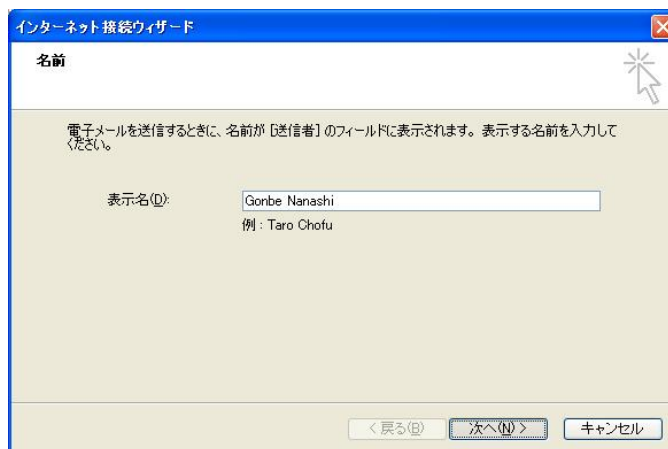 インターネット接続ウィザード
名前
電子メールを送信するときに、名前が [送信者] のフィールドに表示されます。表示する名前を入力して
ください。
表示名(D):
Gonbe Nanashi
例 : Taro Chofu
< 戻る(B)
次へ(N) >
キャンセル